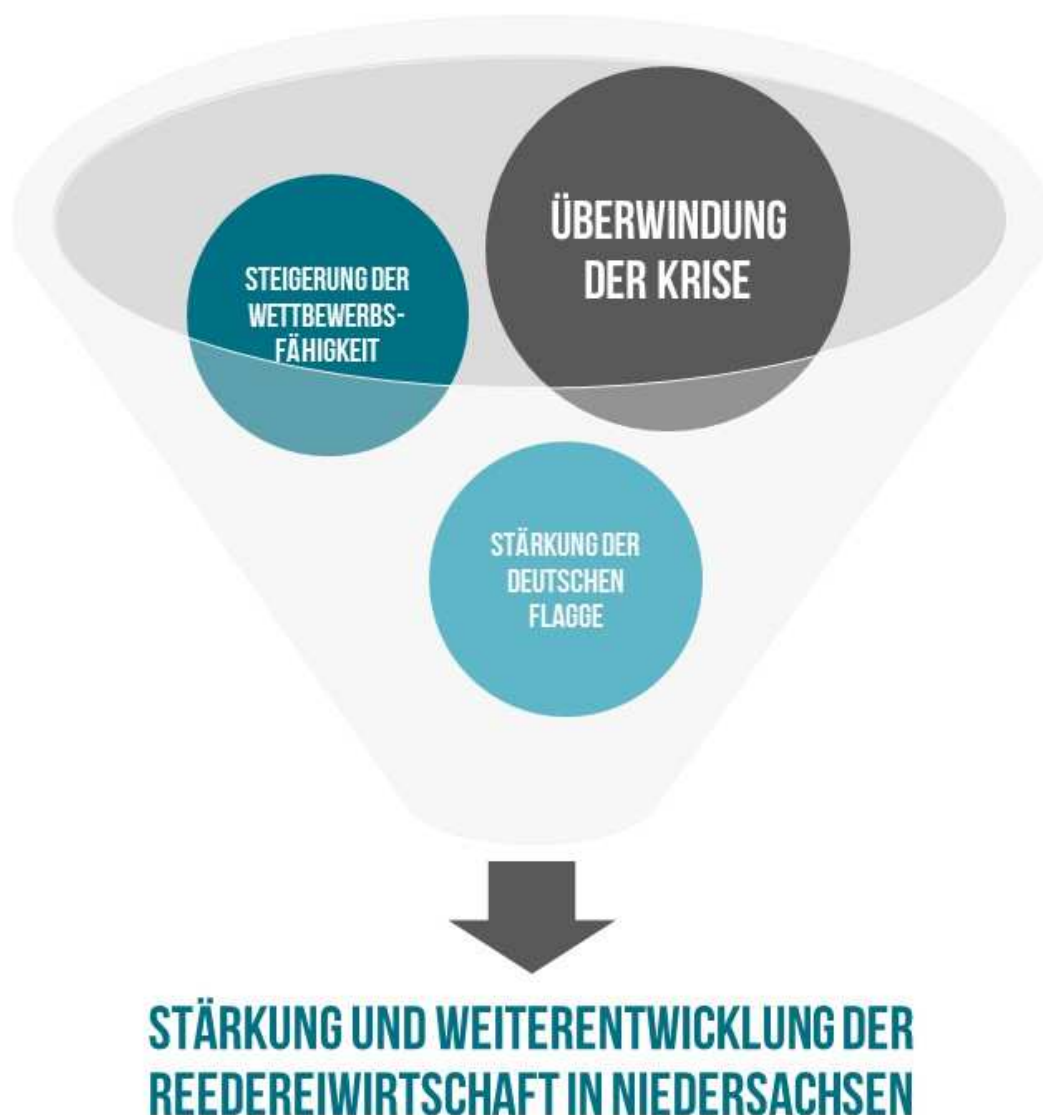 ÜBERWINDUNG
DER KRISE
STEIGERUNG DER
WETTBEWERBS-
FÄHIGKEIT
STÄRKUNG DER
DEUTSCHEN
FLAGGE
STÄRKUNG UND WEITERENTWICKLUNG DER
REEDEREIWIRTSCHAFT IN NIEDERSACHSEN